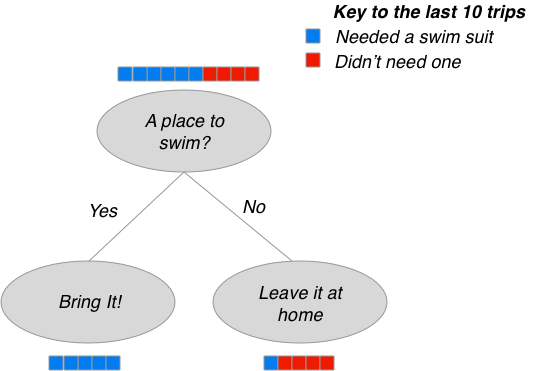 Key to the last 10 trips
Needed a swim suit
Didn't need one
A place to
swim?
Yes
No
Bring It!
Leave it at
home